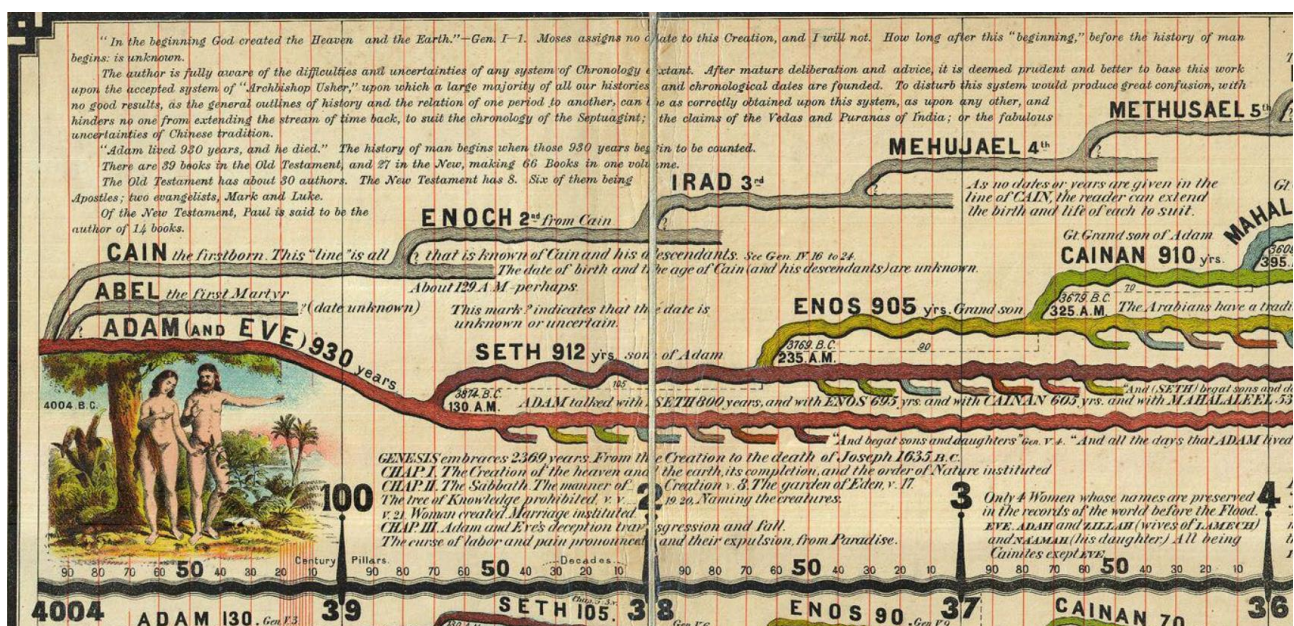 "In the beginning God created the Heaven and the Earth."—Gen. I–1. Moses assigns no date to this Creation, and I will not. How long after this "beginning," before the history of man
begins: is unknown.
The author is fully aware of the difficulties and uncertainties of any system of Chronology extant. After mature deliberation and advice, it is deemed prudent and better to base this work
upon the accepted system of "Archbishop Usher," upon which a large majority of all our histories and chronological dates are founded. To disturb this system would produce great confusion, with
no good results, as the general outlines of history and the relation of one period to another, can be as correctly obtained upon this system, as upon any other, and
hinders no one from extending the stream of time back, to suit the chronology of the Septuagint; the claims of the Vedas and Puranas of India; or the fabulous
uncertainties of Chinese tradition.
"Adam lived 930 years, and he died." The history of man begins when those 930 years begin to be counted.
There are 39 books in the Old Testament, and 27 in the New, making 66 Books in one volume.
The Old Testament has about 30 authors. The New Testament has 8. Six of them being
Apostles; two evangelists, Mark and Luke.
Of the New Testament, Paul is said to be the
author of 14 books.
METHUSAEL 5th
MEHUJAEL 4th
IRAD 3rd
As no dates or years are given in the
line of CAIN, the reader can extend
the birth and life of each to suit.
ENOCH 2nd from Cain
CAIN the firstborn. This "line" is all ? that is known of Cain and his descendants. See Gen. IV 16 to 24.
The date of birth and the age of Cain (and his descendants) are unknown.
About 129 A.M. perhaps.
Gt Grand son of Adam
CAINAN 910 yrs.
MAHAL
395
ABEL the first Martyr
?(date unknown)
This mark ? indicates that the date is
unknown or uncertain.
3679 B.C.
325 A.M.
70
The Arabians have a tradi
ENOS 905 yrs. Grand son
3769 B.C.
235 A.M.
90
ADAM (AND EVE) 930 years
SETH 912 yrs son of Adam
3874 B.C.
130 A.M.
105
"And (SETH) begat sons and da
ADAM talked with SETH 800 years, and with ENOS 695 yrs. and with CAINAN 605 yrs. and with MAHALALEEL 53
4004 B.C.
"And begat sons and daughters" Gen. V. 4. "And all the days that ADAM lived
GENESIS embraces 2369 years. From the Creation to the death of Joseph 1635 B.C.
CHAP. I. The Creation of the heaven and the earth, its completion, and the order of Nature instituted
CHAP. II. The Sabbath. The manner of Creation v. 8. The garden of Eden, v. 17
The tree of Knowledge prohibited, v. v. 19 20, Naming the creatures.
v. 21 Woman created Marriage instituted.
CHAP III. Adam and Eve's deception transgression and fall.
The curse of labor and pain pronounced and their expulsion, from Paradise.
Only 4 Women whose names are preserved
in the records of the world before the Flood.
EVE. ADAH and ZILLAH (wives of LAMECH)
and NAAMAH (his daughter) All being
Cainites exept EVE.
100 2 3 4
Century Pillars. Decades.
90 80 70 60 50 40 30 20 10 90 80 70 60 50 40 30 20 10 90 80 70 60 50 40 30 20 10 90 80 70 60 50 40 30 20 10
4004 39 38 37 36
ADAM 130. Gen V.3 SETH 105. Gen V.6 ENOS 90. Gen V.9 CAINAN 70